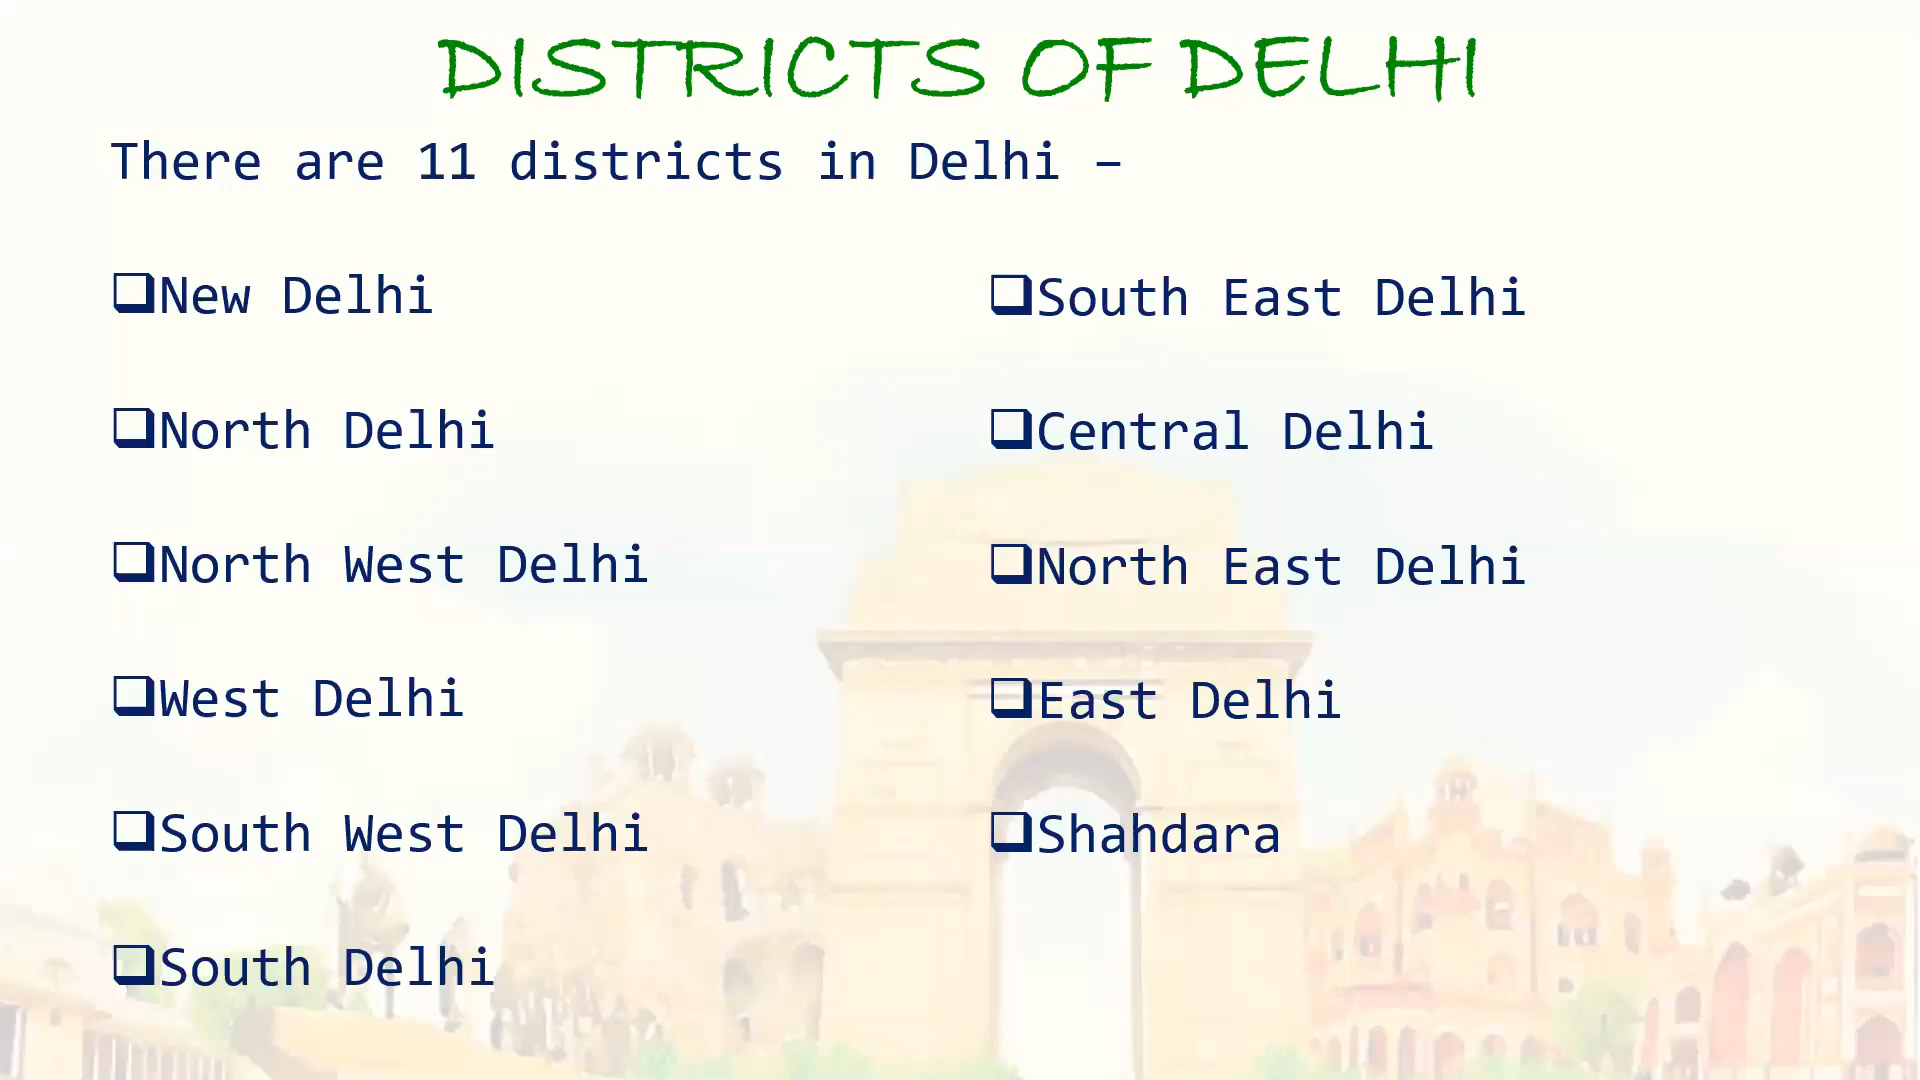 DISTRICTS OF DELHI
There are 11 districts in Delhi –
❑New Delhi
❑North Delhi
❑North West Delhi
❑West Delhi
❑South West Delhi
❑South Delhi
❑South East Delhi
❑Central Delhi
❑North East Delhi
❑East Delhi
❑Shahdara